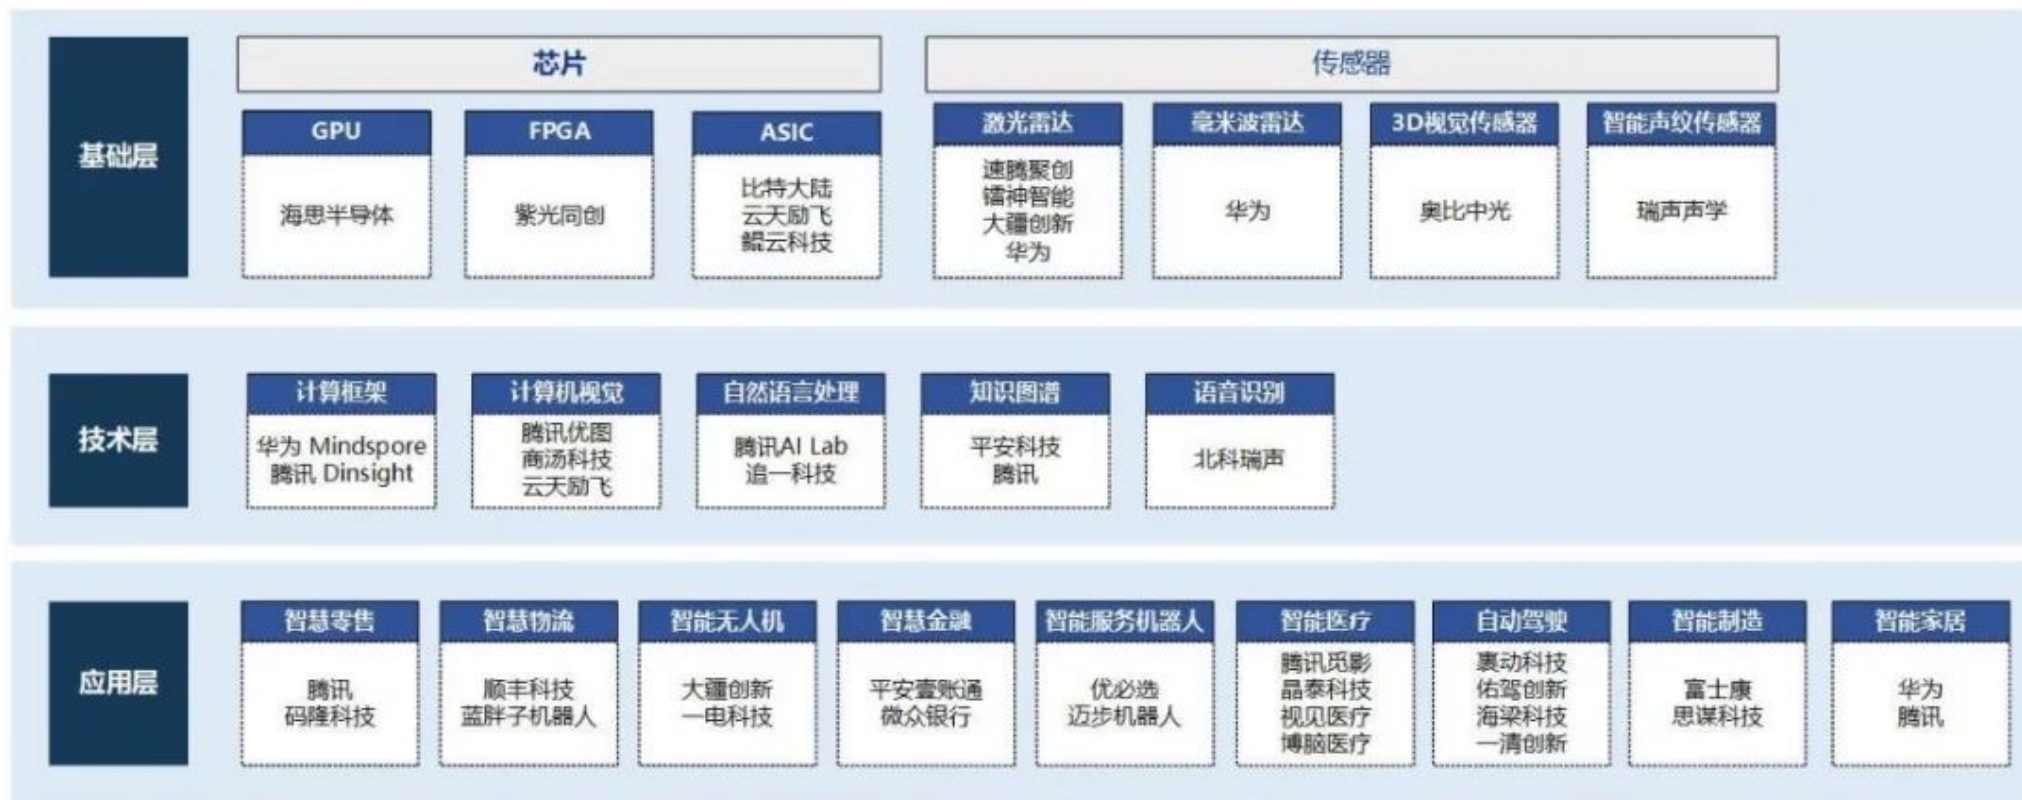 基础层
芯片
GPU
海思半导体
FPGA
紫光同创
ASIC
比特大陆
云天励飞
鲲云科技
传感器
激光雷达
速腾聚创
镭神智能
大疆创新
华为
毫米波雷达
华为
3D视觉传感器
奥比中光
智能声纹传感器
瑞声声学
技术层
计算框架
华为 Mindspore
腾讯 Dinsight
计算机视觉
腾讯优图
商汤科技
云天励飞
自然语言处理
腾讯AI Lab
追一科技
知识图谱
平安科技
腾讯
语音识别
北科瑞声
应用层
智慧零售
腾讯
码隆科技
智慧物流
顺丰科技
蓝胖子机器人
智能无人机
大疆创新
一电科技
智慧金融
平安壹账通
微众银行
智能服务机器人
优必选
迈步机器人
智能医疗
腾讯觅影
晶泰科技
视见医疗
博脑医疗
自动驾驶
裹动科技
佑驾创新
海梁科技
一清创新
智能制造
富士康
思谋科技
智能家居
华为
腾讯